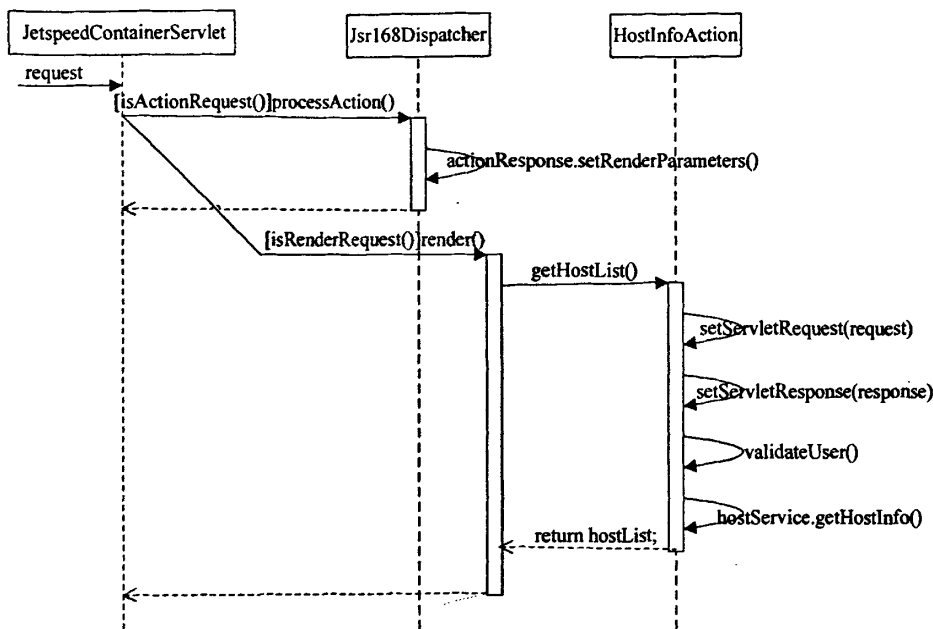 JetspeedContainerServlet
Jsr168Dispatcher
HostInfoAction
request
[isActionRequest()]processAction()
actionResponse.setRenderParameters()
[isRenderRequest()]render()
getHostList()
setServletRequest(request)
setServletResponse(response)
validateUser()
hostService.getHostInfo()
return hostList;